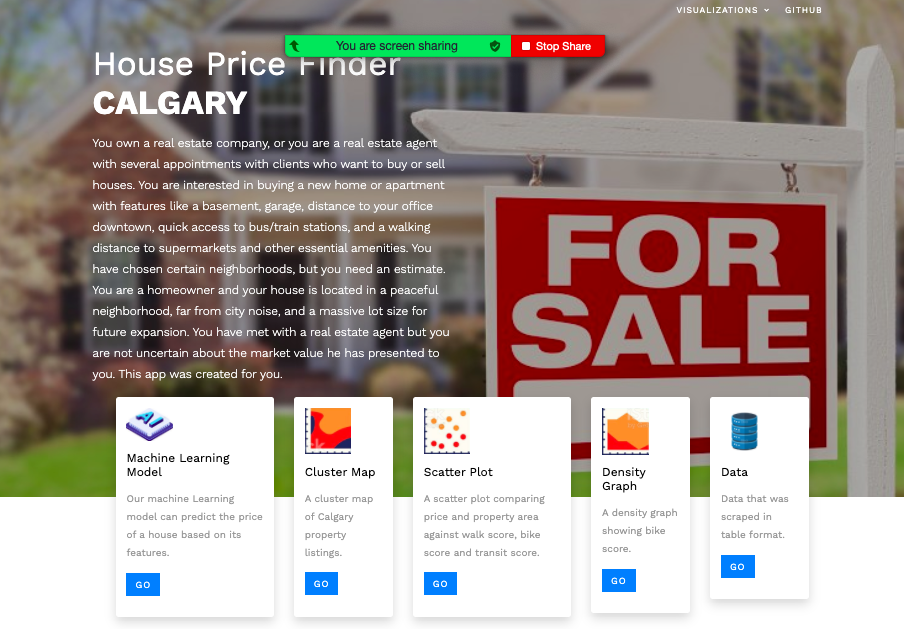 VISUALIZATIONS GITHUB
You are screen sharing Stop Share
House Price Finder
CALGARY
You own a real estate company, or you are a real estate agent
with several appointments with clients who want to buy or sell
houses. You are interested in buying a new home or apartment
with features like a basement, garage, distance to your office
downtown, quick access to bus/train stations, and a walking
distance to supermarkets and other essential amenities. You
have chosen certain neighborhoods, but you need an estimate.
You are a homeowner and your house is located in a peaceful
neighborhood, far from city noise, and a massive lot size for
future expansion. You have met with a real estate agent but you
are not uncertain about the market value he has presented to
you. This app was created for you.
FOR
SALE
AI
Machine Learning
Model
Our machine Learning
model can predict the price
of a house based on its
features.
GO
Cluster Map
A cluster map
of Calgary
property
listings.
GO
Scatter Plot
A scatter plot comparing
price and property area
against walk score, bike
score and transit score.
GO
Density
Graph
A density graph
showing bike
score.
GO
Data
Data that was
scraped in
table format.
GO